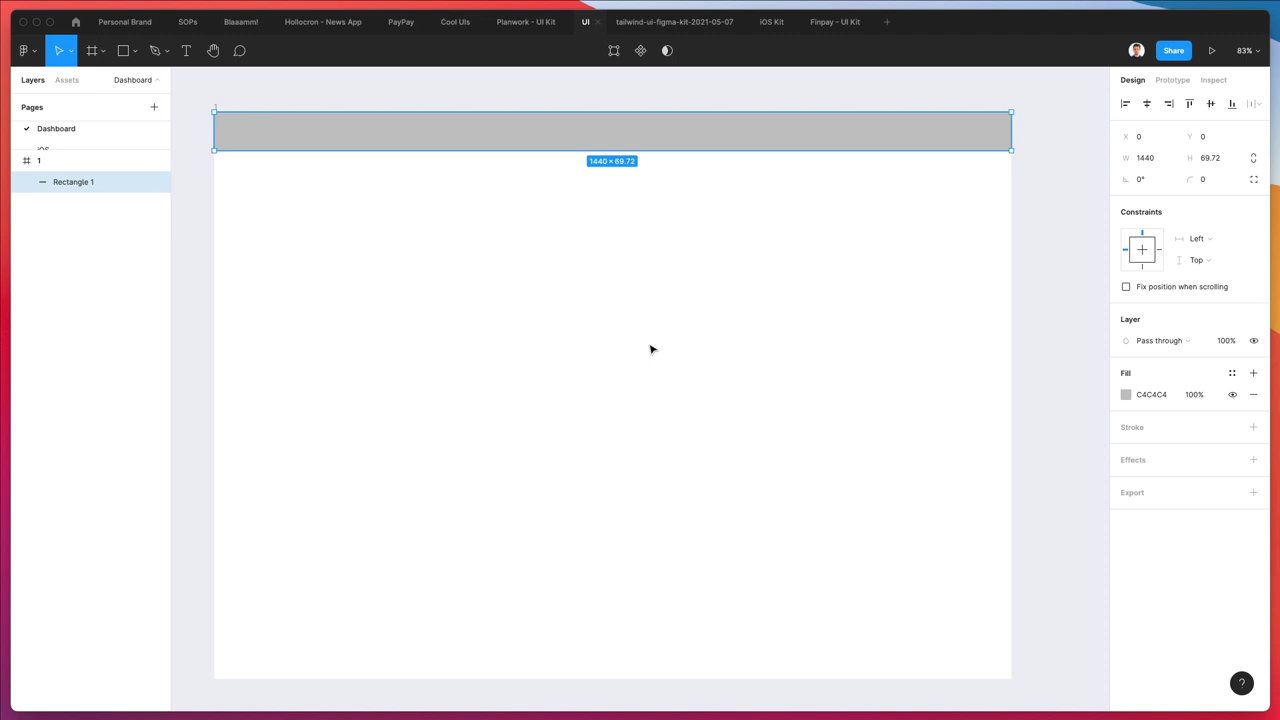 Personal Brand SOPs Blaaamm! Hollocron - News App PayPay Cool UIs Planwork - UI Kit UI tailwind-ui-figma-kit-2021-05-07 iOS Kit Finpay - UI Kit
Share 83%
Layers Assets Dashboard
Design Prototype Inspect
Pages
1
Dashboard
X 0 Y 0
iOS
1
W 1440 H 69.72
1440 × 69.72
Rectangle 1
0° 0
Constraints
Left
Top
Fix position when scrolling
Layer
Pass through 100%
Fill
C4C4C4 100%
Stroke
Effects
Export
?